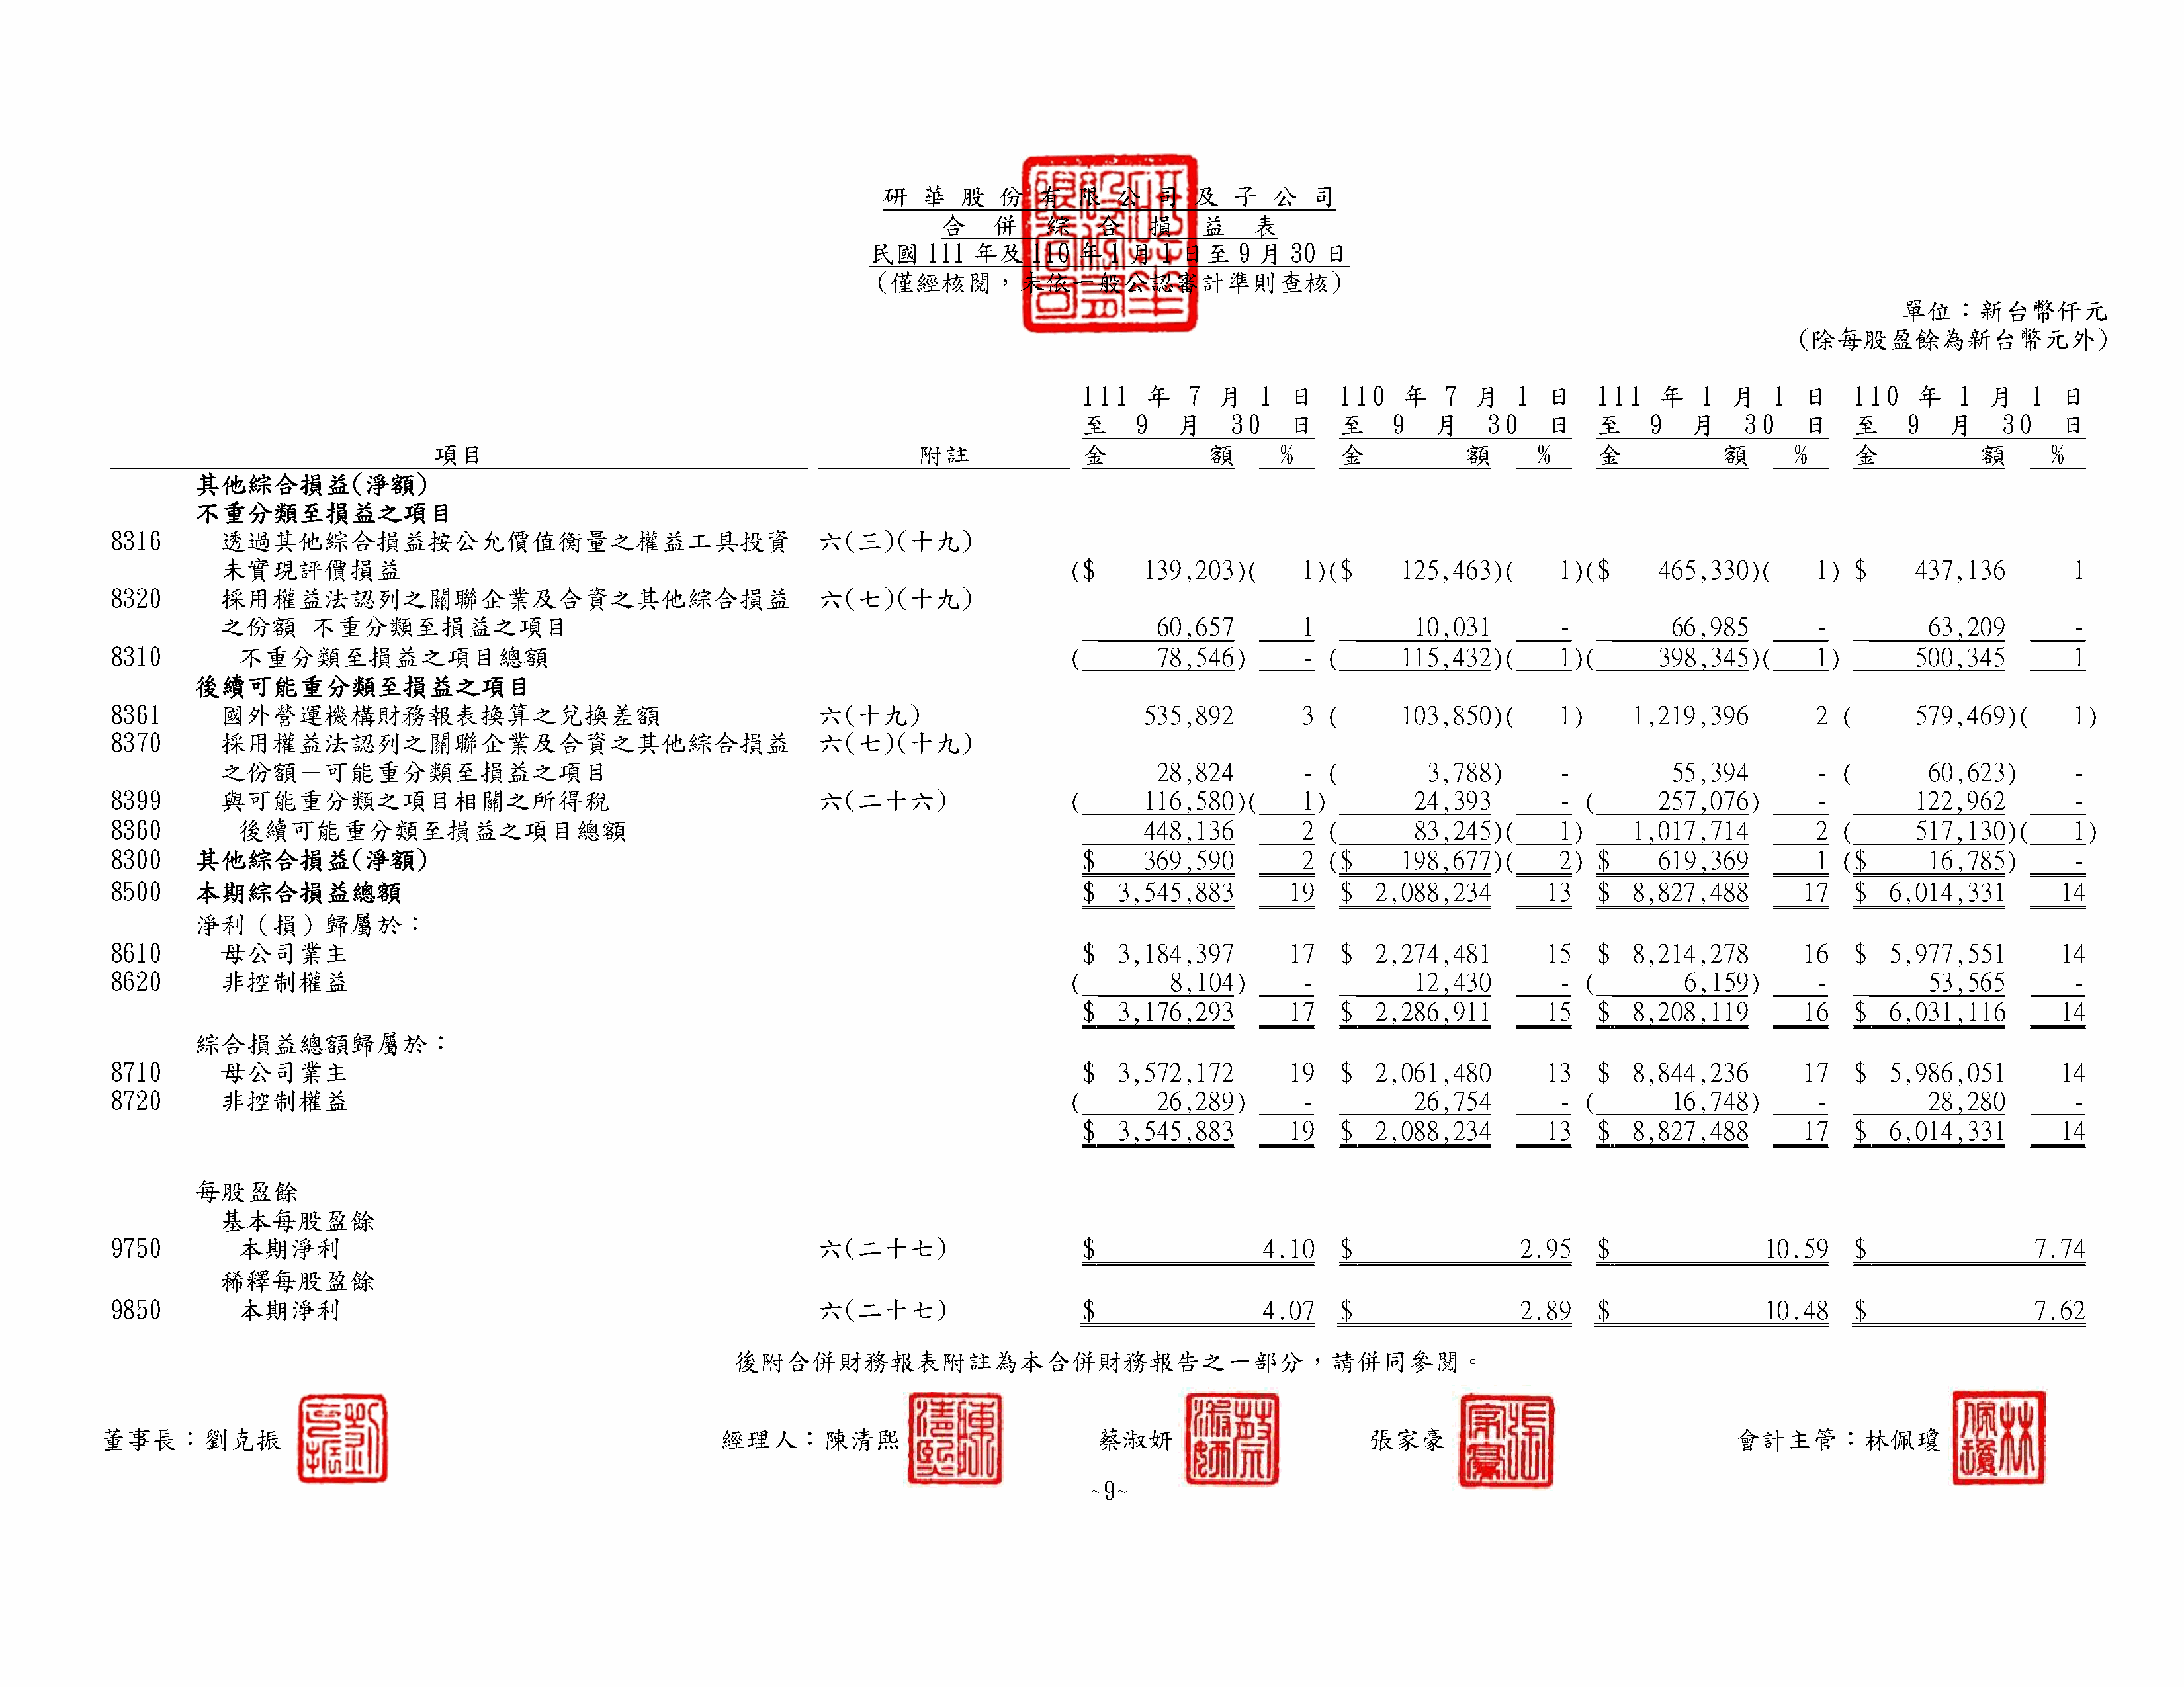 研華股份有限公司及子公司
合併綜合損益表
民國 111 年及 110 年 1 月 1 日至 9 月 30 日
(僅經核閱，未依一般公認審計準則查核)
單位：新台幣仟元
(除每股盈餘為新台幣元外)
111 年 7 月 1 日 110 年 7 月 1 日 111 年 1 月 1 日 110 年 1 月 1 日
至 9 月 30 日 至 9 月 30 日 至 9 月 30 日 至 9 月 30 日
項目 附註 金 額 % 金 額 % 金 額 % 金 額 %
其他綜合損益(淨額)
不重分類至損益之項目
8316 透過其他綜合損益按公允價值衡量之權益工具投資 六(三)(十九)
未實現評價損益 ($ 139,203)( 1)($ 125,463)( 1)($ 465,330)( 1) $ 437,136 1
8320 採用權益法認列之關聯企業及合資之其他綜合損益 六(七)(十九)
之份額-不重分類至損益之項目 60,657 1 10,031 - 66,985 - 63,209 -
8310 不重分類至損益之項目總額 ( 78,546) - ( 115,432)( 1)( 398,345)( 1) 500,345 1
後續可能重分類至損益之項目
8361 國外營運機構財務報表換算之兌換差額 六(十九) 535,892 3 ( 103,850)( 1) 1,219,396 2 ( 579,469)( 1)
8370 採用權益法認列之關聯企業及合資之其他綜合損益 六(七)(十九)
之份額－可能重分類至損益之項目 28,824 - ( 3,788) - 55,394 - ( 60,623) -
8399 與可能重分類之項目相關之所得稅 六(二十六) ( 116,580)( 1) 24,393 - ( 257,076) - 122,962 -
8360 後續可能重分類至損益之項目總額 448,136 2 ( 83,245)( 1) 1,017,714 2 ( 517,130)( 1)
8300 其他綜合損益(淨額) $ 369,590 2 ($ 198,677)( 2) $ 619,369 1 ($ 16,785) -
8500 本期綜合損益總額 $ 3,545,883 19 $ 2,088,234 13 $ 8,827,488 17 $ 6,014,331 14
淨利（損）歸屬於：
8610 母公司業主 $ 3,184,397 17 $ 2,274,481 15 $ 8,214,278 16 $ 5,977,551 14
8620 非控制權益 ( 8,104) - 12,430 - ( 6,159) - 53,565 -
$ 3,176,293 17 $ 2,286,911 15 $ 8,208,119 16 $ 6,031,116 14
綜合損益總額歸屬於：
8710 母公司業主 $ 3,572,172 19 $ 2,061,480 13 $ 8,844,236 17 $ 5,986,051 14
8720 非控制權益 ( 26,289) - 26,754 - ( 16,748) - 28,280 -
$ 3,545,883 19 $ 2,088,234 13 $ 8,827,488 17 $ 6,014,331 14
每股盈餘
基本每股盈餘
9750 本期淨利 六(二十七) $ 4.10 $ 2.95 $ 10.59 $ 7.74
稀釋每股盈餘
9850 本期淨利 六(二十七) $ 4.07 $ 2.89 $ 10.48 $ 7.62
後附合併財務報表附註為本合併財務報告之一部分，請併同參閱。
董事長：劉克振 經理人：陳清熙 蔡淑妍 張家豪 會計主管：林佩瓊
~9~